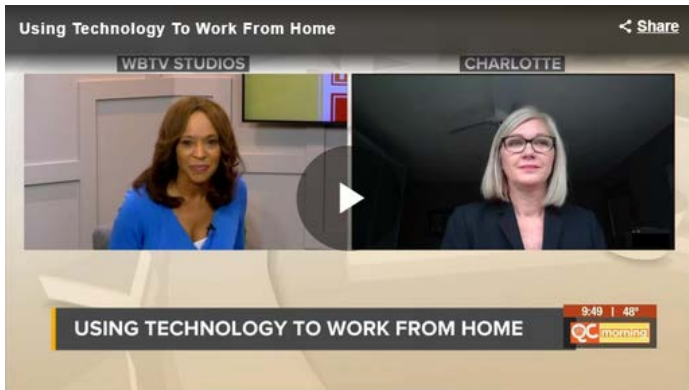 Using Technology To Work From Home
Share
WBTV STUDIOS
CHARLOTTE
USING TECHNOLOGY TO WORK FROM HOME
9:49 | 48°
QC morning